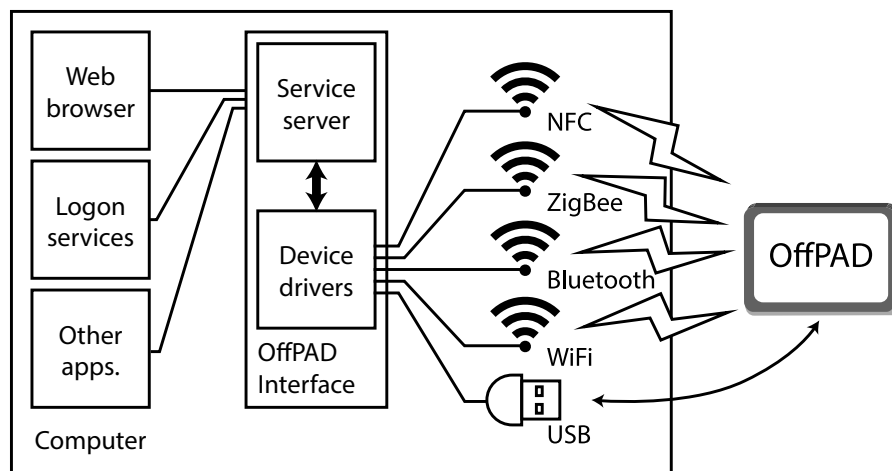 Web
browser
Logon
services
Other
apps.
Computer
Service
server
Device
drivers
OffPAD
Interface
NFC
ZigBee
Bluetooth
WiFi
USB
OffPAD